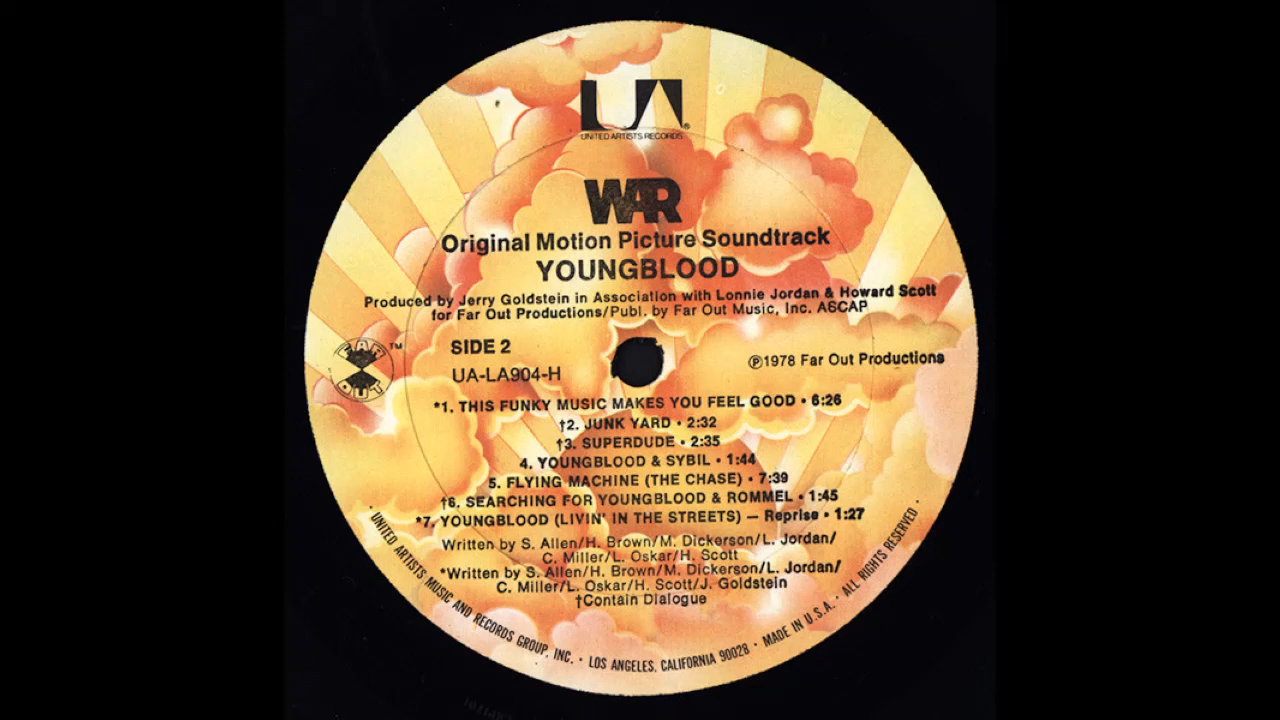 UA®
UNITED ARTISTS RECORDS
WAR
Original Motion Picture Soundtrack
YOUNGBLOOD
Produced by Jerry Goldstein in Association with Lonnie Jordan & Howard Scott
for Far Out Productions/Publ. by Far Out Music, Inc. ASCAP
FAR OUT ™
SIDE 2
UA-LA904-H
Ⓟ1978 Far Out Productions
*1. THIS FUNKY MUSIC MAKES YOU FEEL GOOD • 6:26
†2. JUNK YARD • 2:32
†3. SUPERDUDE • 2:35
4. YOUNGBLOOD & SYBIL • 1:44
5. FLYING MACHINE (THE CHASE) • 7:39
†6. SEARCHING FOR YOUNGBLOOD & ROMMEL • 1:45
*7. YOUNGBLOOD (LIVIN' IN THE STREETS) — Reprise • 1:27
Written by S. Allen/H. Brown/M. Dickerson/L. Jordan/
C. Miller/L. Oskar/H. Scott
*Written by S. Allen/H. Brown/M. Dickerson/L. Jordan/
C. Miller/L. Oskar/H. Scott/J. Goldstein
†Contain Dialogue
• UNITED ARTISTS MUSIC AND RECORDS GROUP, INC. • LOS ANGELES, CALIFORNIA 90028 • MADE IN U.S.A. • ALL RIGHTS RESERVED •